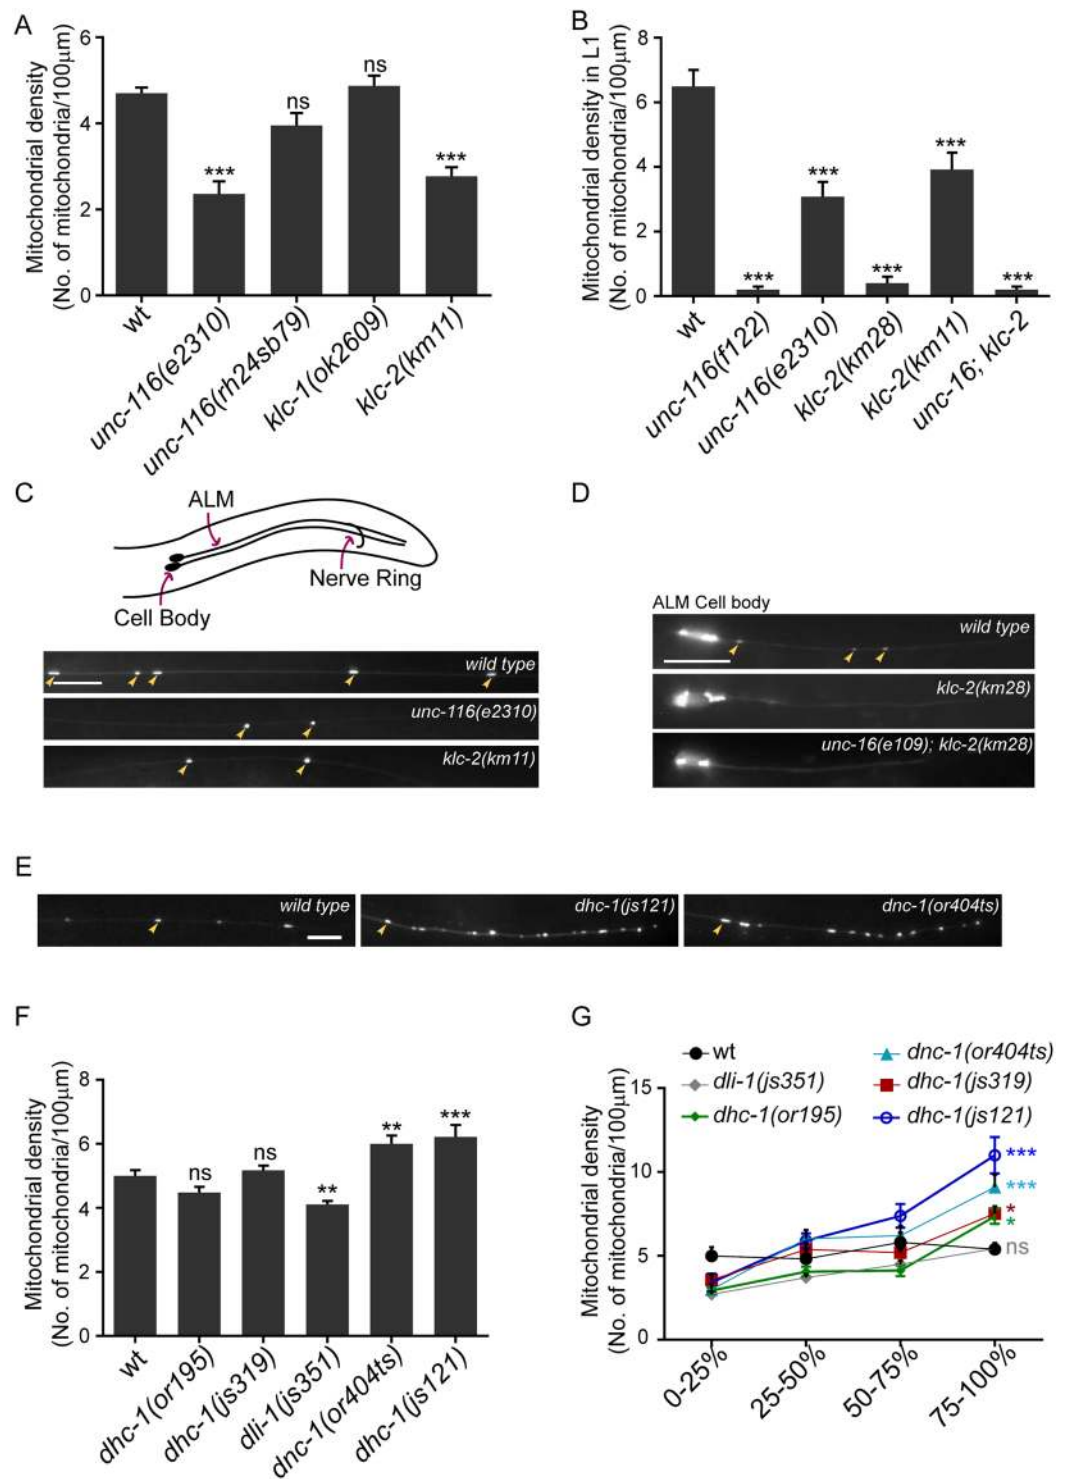 A
Mitochondrial density
(No. of mitochondria/100μm)
6
4
2
0
***
ns
ns
***
wt
unc-116(e2310)
unc-116(rh24sb79)
klc-1(ok2609)
klc-2(km11)
B
Mitochondrial density in L1
(No. of mitochondria/100μm)
8
6
4
2
0
***
***
***
***
***
wt
unc-116(f122)
unc-116(e2310)
klc-2(km28)
klc-2(km11)
unc-16; klc-2
C
ALM
Nerve Ring
Cell Body
wild type
unc-116(e2310)
klc-2(km11)
D
ALM Cell body
wild type
klc-2(km28)
unc-16(e109); klc-2(km28)
E
wild type
dhc-1(js121)
dnc-1(or404ts)
F
Mitochondrial density
(No. of mitochondria/100μm)
8
6
4
2
0
ns
ns
**
**
***
wt
dhc-1(or195)
dhc-1(js319)
dli-1(js351)
dnc-1(or404ts)
dhc-1(js121)
G
wt
dli-1(js351)
dhc-1(or195)
dnc-1(or404ts)
dhc-1(js319)
dhc-1(js121)
Mitochondrial density
(No. of mitochondria/100μm)
15
10
5
0
***
***
*
*
ns
0-25%
25-50%
50-75%
75-100%